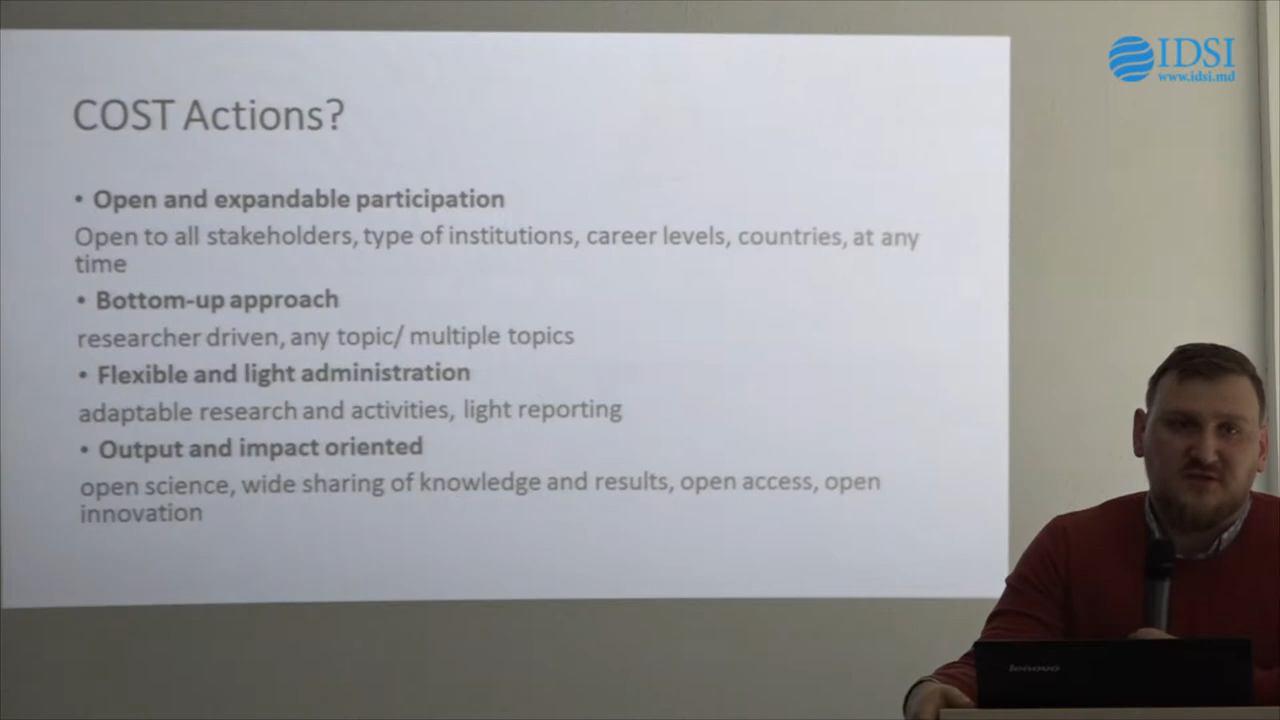 IDSI
www.idsi.md
COST Actions?
• Open and expandable participation
Open to all stakeholders, type of institutions, career levels, countries, at any
time
• Bottom-up approach
researcher driven, any topic/ multiple topics
• Flexible and light administration
adaptable research and activities, light reporting
• Output and impact oriented
open science, wide sharing of knowledge and results, open access, open
innovation
lenovo